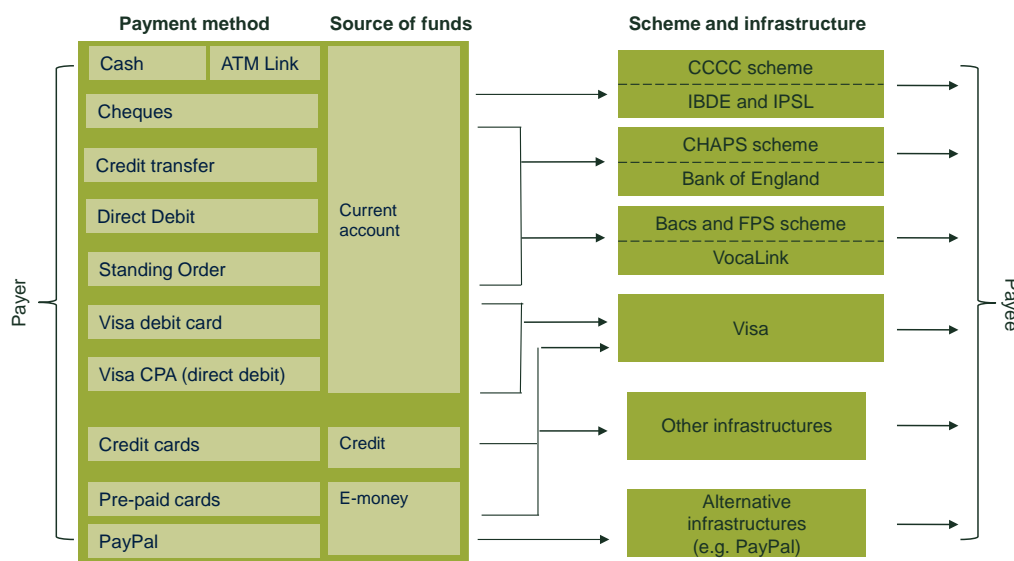 Payment method
Source of funds
Scheme and infrastructure
Cash
ATM Link
Cheques
Credit transfer
Direct Debit
Standing Order
Visa debit card
Visa CPA (direct debit)
Credit cards
Pre-paid cards
PayPal
Current
account
Credit
E-money
CCCC scheme
IBDE and IPSL
CHAPS scheme
Bank of England
Bacs and FPS scheme
VocaLink
Visa
Other infrastructures
Alternative
infrastructures
(e.g. PayPal)
Payer
Payee